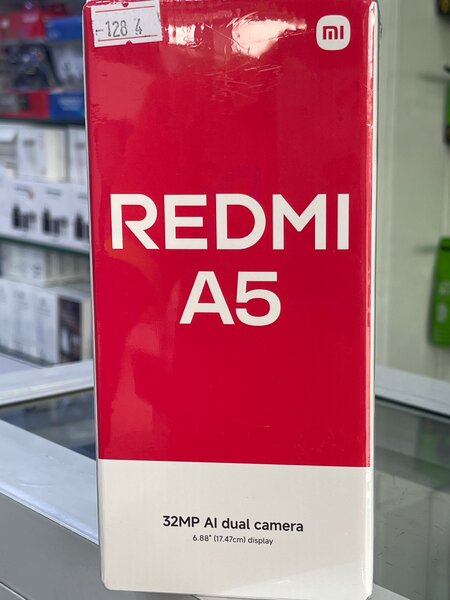 -128 4
mi
REDMI
A5
32MP AI dual camera
6.88" (17.47cm) display